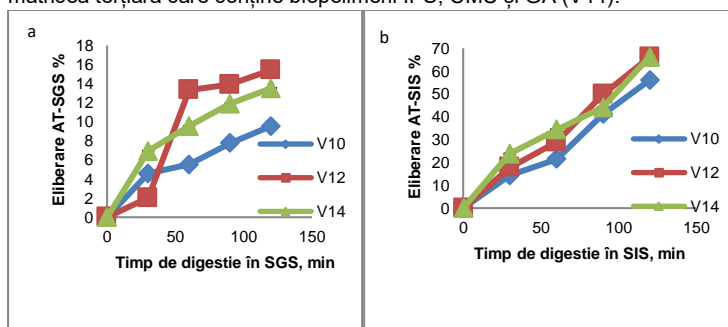 matricea terțiară care conține biopolimeri IPS, CMC și GA (V14).
a
18
16
14
12
10
8
6
4
2
0
Eliberare AT-SGS %
0 50 100 150
Timp de digestie în SGS, min
V10
V12
V14
b
70
60
50
40
30
20
10
0
Eliberare AT-SIS %
0 50 100 150
Timp de digestie în SIS, min
V10
V12
V14